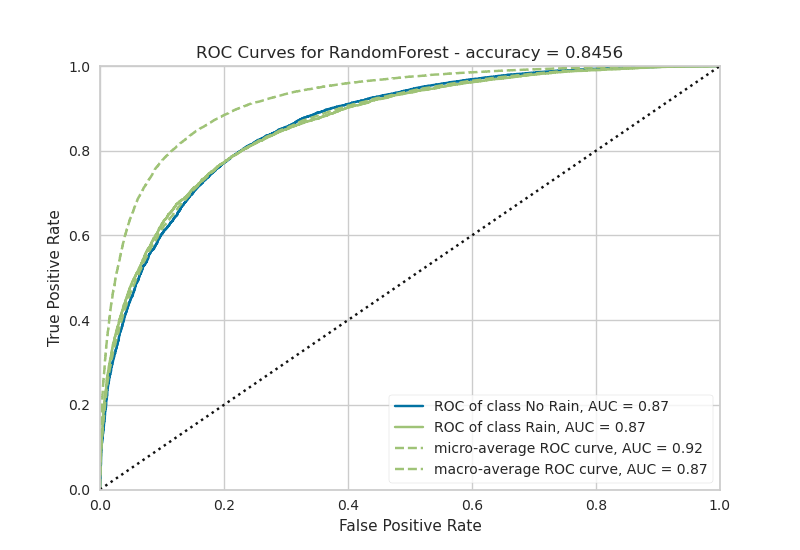 ROC Curves for RandomForest - accuracy = 0.8456
1.0
0.8
0.6
0.4
0.2
0.0
True Positive Rate
ROC of class No Rain, AUC = 0.87
ROC of class Rain, AUC = 0.87
micro-average ROC curve, AUC = 0.92
macro-average ROC curve, AUC = 0.87
0.0 0.2 0.4 0.6 0.8 1.0
False Positive Rate